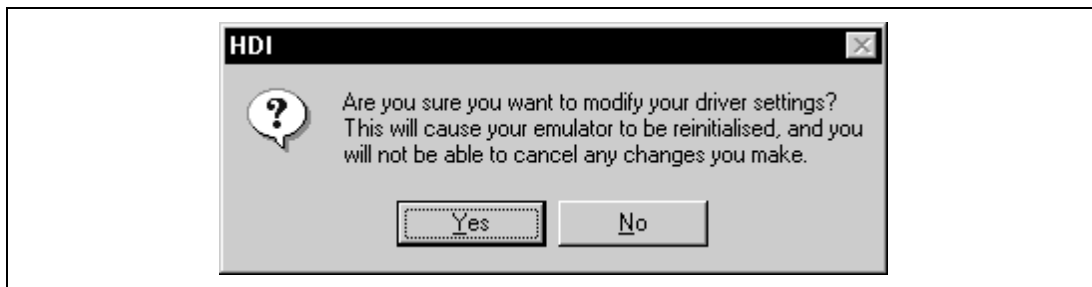 HDI
?
Are you sure you want to modify your driver settings?
This will cause your emulator to be reinitialised, and you
will not be able to cancel any changes you make.
Yes
No